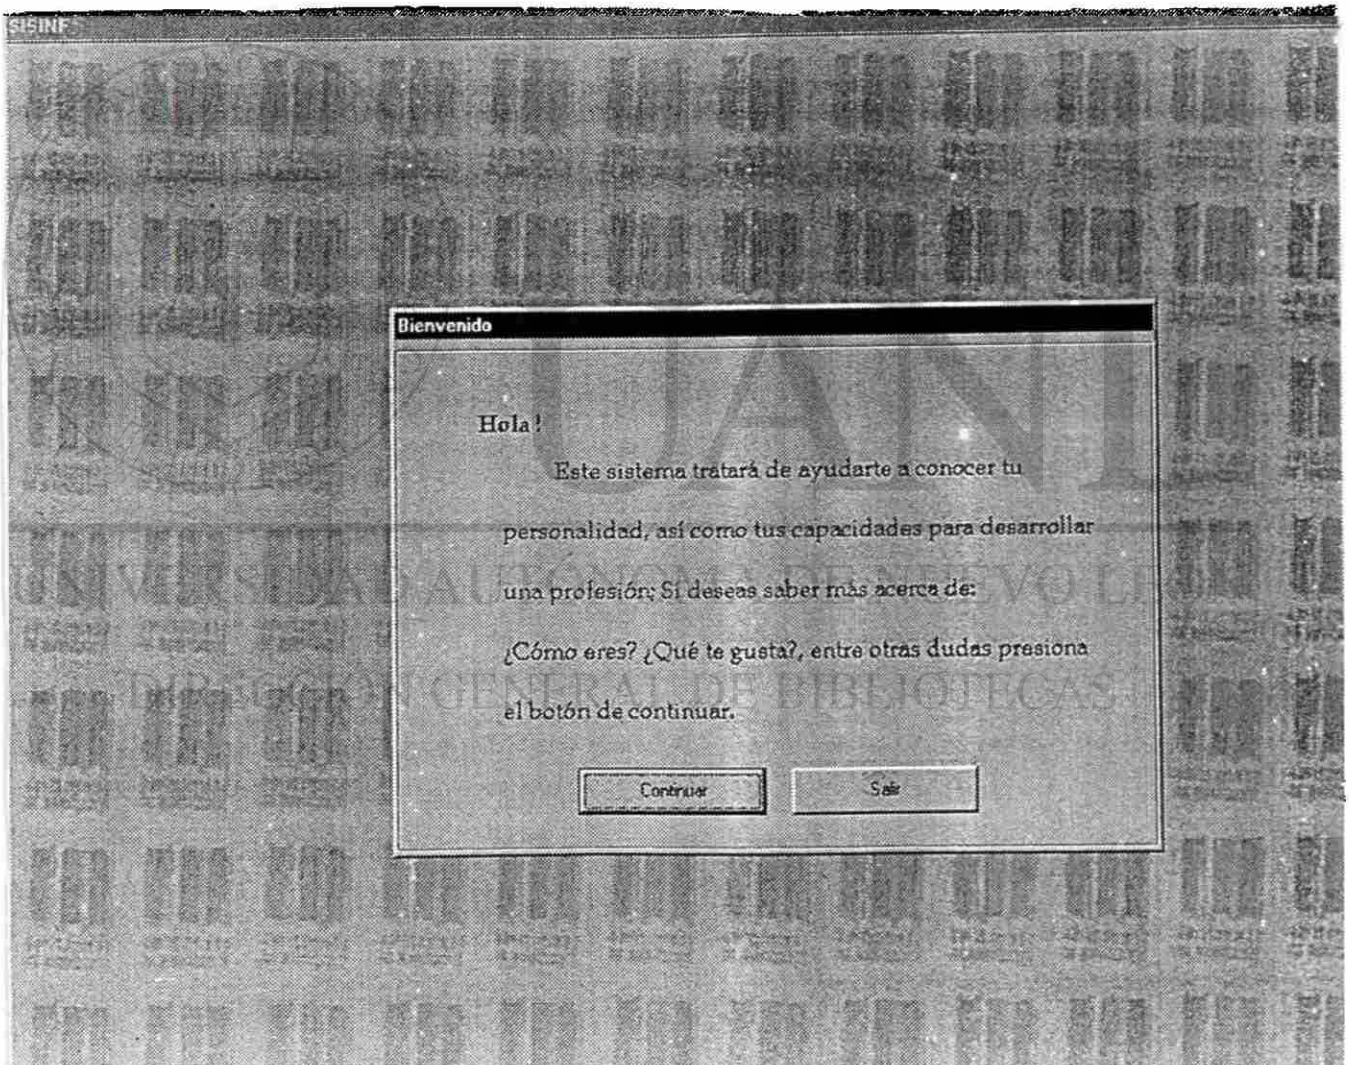 SISINF
Bienvenido
Hola!
Este sistema tratará de ayudarte a conocer tu
personalidad, así como tus capacidades para desarrollar
una profesión; Si deseas saber más acerca de:
¿Cómo eres? ¿Qué te gusta?, entre otras dudas presiona
el botón de continuar.
Continuar
Salir
UANL
UNIVERSIDAD AUTÓNOMA DE NUEVO LEÓN
DIRECCIÓN GENERAL DE BIBLIOTECAS